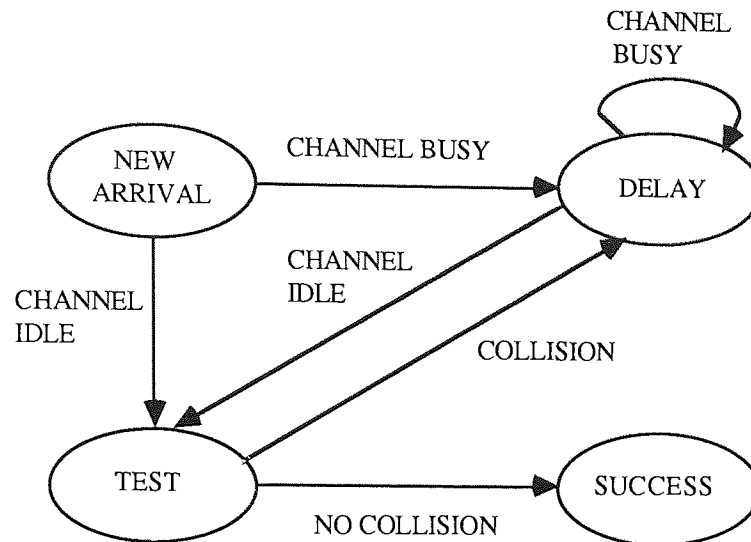 CHANNEL
BUSY
NEW
ARRIVAL
CHANNEL BUSY
DELAY
CHANNEL
IDLE
CHANNEL
IDLE
COLLISION
TEST
SUCCESS
NO COLLISION